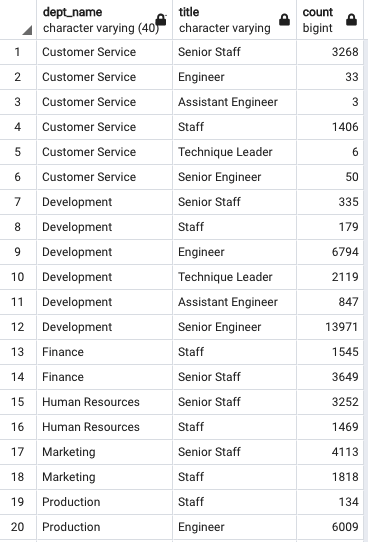 dept_name title count
character varying (40) character varying bigint
1 Customer Service Senior Staff 3268
2 Customer Service Engineer 33
3 Customer Service Assistant Engineer 3
4 Customer Service Staff 1406
5 Customer Service Technique Leader 6
6 Customer Service Senior Engineer 50
7 Development Senior Staff 335
8 Development Staff 179
9 Development Engineer 6794
10 Development Technique Leader 2119
11 Development Assistant Engineer 847
12 Development Senior Engineer 13971
13 Finance Staff 1545
14 Finance Senior Staff 3649
15 Human Resources Senior Staff 3252
16 Human Resources Staff 1469
17 Marketing Senior Staff 4113
18 Marketing Staff 1818
19 Production Staff 134
20 Production Engineer 6009